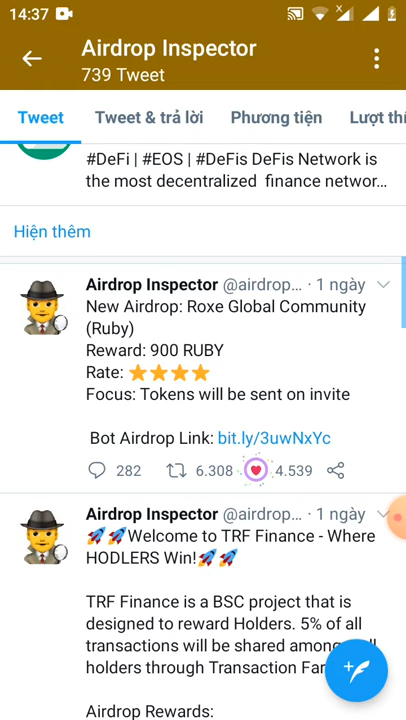 14:37
Airdrop Inspector
739 Tweet
Tweet
Tweet & trả lời
Phương tiện
Lượt thí
#DeFi | #EOS | #DeFis DeFis Network is
the most decentralized finance networ...
Hiện thêm
Airdrop Inspector @airdrop... · 1 ngày
New Airdrop: Roxe Global Community
(Ruby)
Reward: 900 RUBY
Rate: ⭐⭐⭐⭐
Focus: Tokens will be sent on invite
Bot Airdrop Link: bit.ly/3uwNxYc
282 6.308 4.539
Airdrop Inspector @airdrop... · 1 ngày
🚀🚀Welcome to TRF Finance - Where
HODLERS Win!🚀🚀
TRF Finance is a BSC project that is
designed to reward Holders. 5% of all
transactions will be shared among
holders through Transaction Far
Airdrop Rewards: